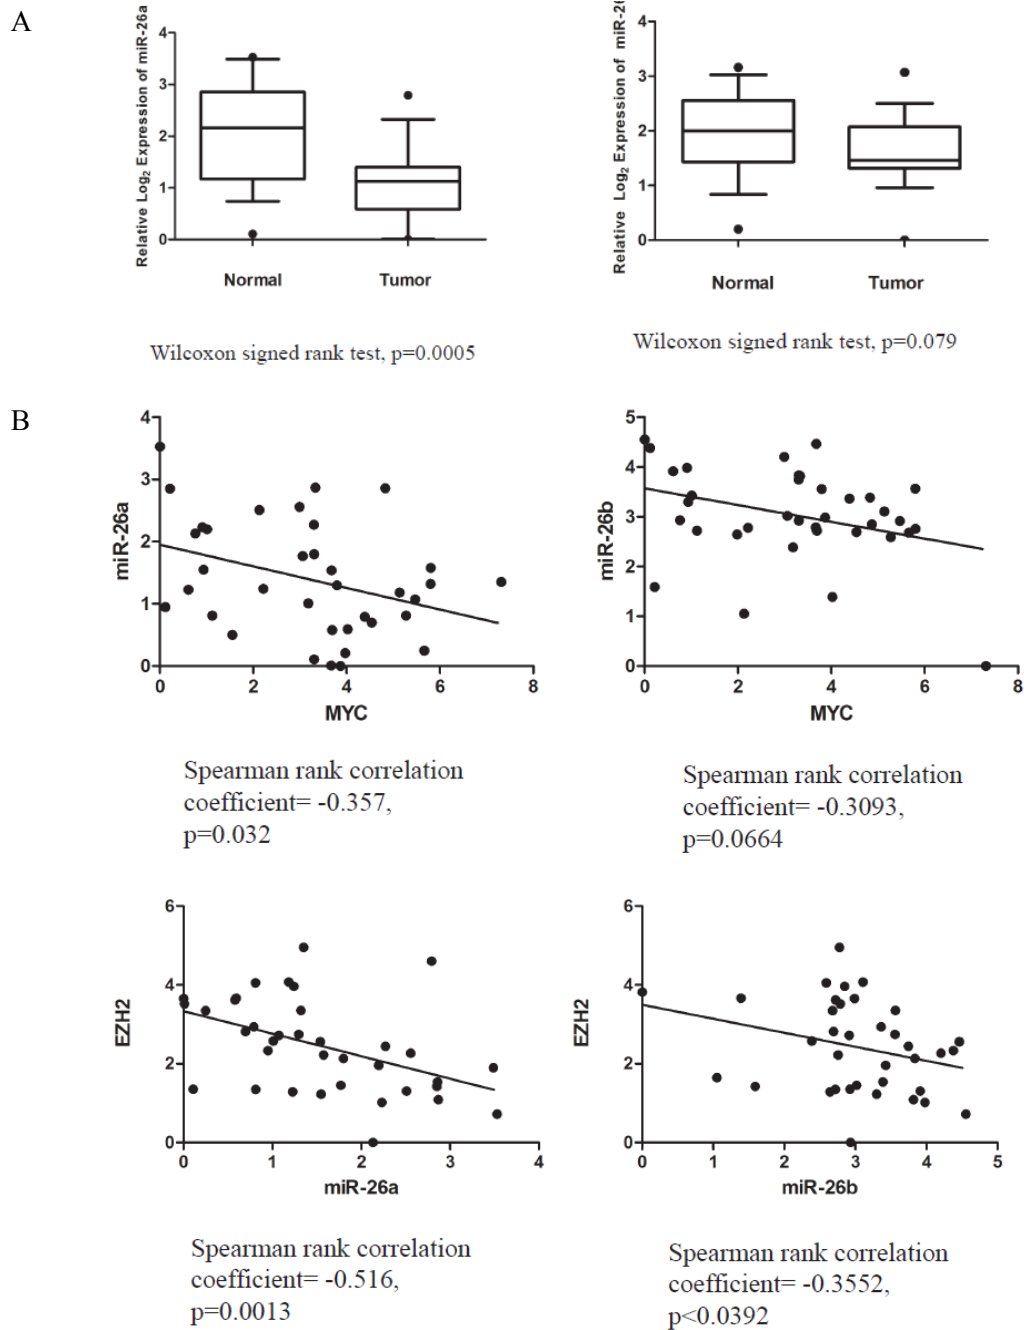 A
Relative Log2 Expression of miR-26a
4
3
2
1
0
Normal
Tumor
Wilcoxon signed rank test, p=0.0005
Relative Log2 Expression of miR-26
4
3
2
1
0
Normal
Tumor
Wilcoxon signed rank test, p=0.079
B
miR-26a
4
3
2
1
0
0
2
4
6
8
MYC
Spearman rank correlation
coefficient= -0.357,
p=0.032
miR-26b
5
4
3
2
1
0
0
2
4
6
8
MYC
Spearman rank correlation
coefficient= -0.3093,
p=0.0664
EZH2
6
4
2
0
0
1
2
3
4
miR-26a
Spearman rank correlation
coefficient= -0.516,
p=0.0013
EZH2
6
4
2
0
0
1
2
3
4
5
miR-26b
Spearman rank correlation
coefficient= -0.3552,
p<0.0392